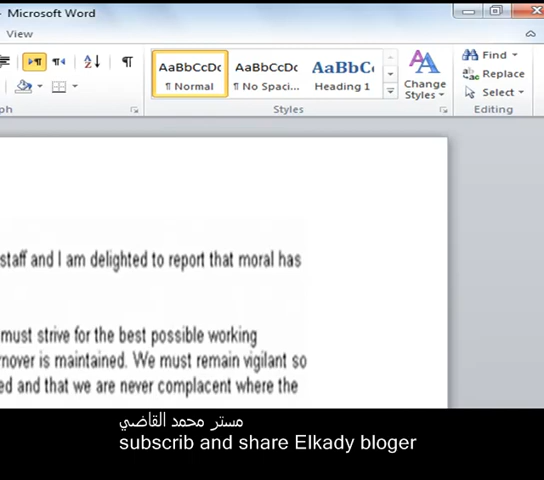 Microsoft Word
View
AaBbCcDc AaBbCcDc AaBbC
¶ Normal ¶ No Spaci... Heading 1
Change Styles
Find
Replace
Select
Styles
Editing
staff and I am delighted to report that moral has
must strive for the best possible working
nover is maintained. We must remain vigilant so
ed and that we are never complacent where the
مستر محمد القاضي
subscrib and share Elkady bloger